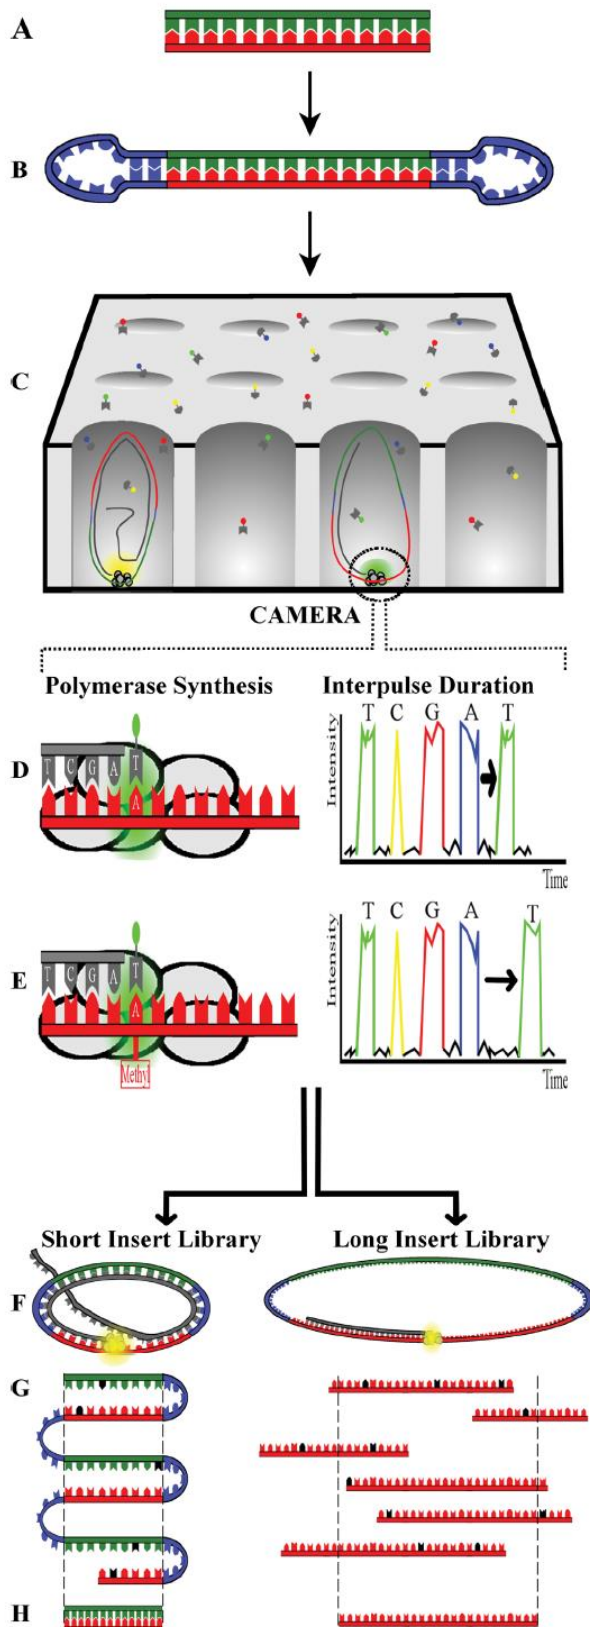 A
B
C
CAMERA
Polymerase Synthesis
Interpulse Duration
D
T C G A T
A
Intensity
T C G A T
Time
E
T C G A T
A
Methyl
Intensity
T C G A T
Time
Short Insert Library
Long Insert Library
F
G
H